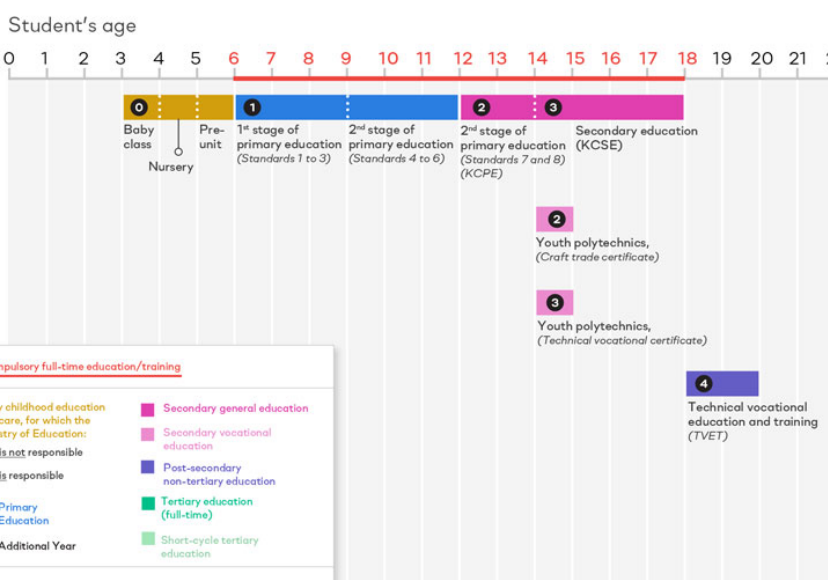 Student's age
0 1 2 3 4 5 6 7 8 9 10 11 12 13 14 15 16 17 18 19 20 21
0 1 2 3
Baby
class
Nursery
Pre-
unit
1st stage of
primary education
(Standards 1 to 3)
2nd stage of
primary education
(Standards 4 to 6)
2nd stage of
primary education
(Standards 7 and 8)
(KCPE)
Secondary education
(KCSE)
2
Youth polytechnics,
(Craft trade certificate)
3
Youth polytechnics,
(Technical vocational certificate)
4
Technical vocational
education and training
(TVET)
mpulsory full-time education/training
y childhood education
care, for which the
stry of Education:
is not responsible
is responsible
Primary
Education
Additional Year
Secondary general education
Secondary vocational
education
Post-secondary
non-tertiary education
Tertiary education
(full-time)
Short-cycle tertiary
education